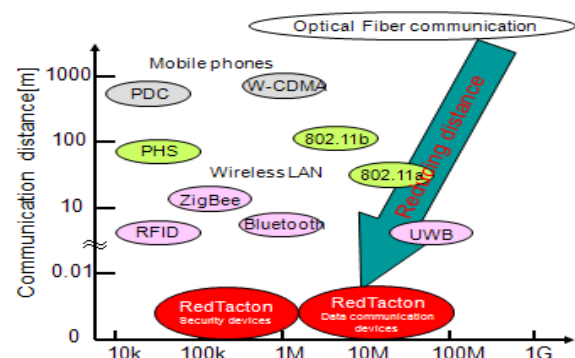 Optical Fiber communication
Mobile phones
1000
PDC
W-CDMA
100
802.11b
PHS
Wireless LAN
802.11a
Reducing distance
ZigBee
10
RFID
Bluetooth
UWB
Communication distance[m]
0.01
RedTacton
Security devices
RedTacton
Data communication
devices
0
10k
100k
1M
10M
100M
1G